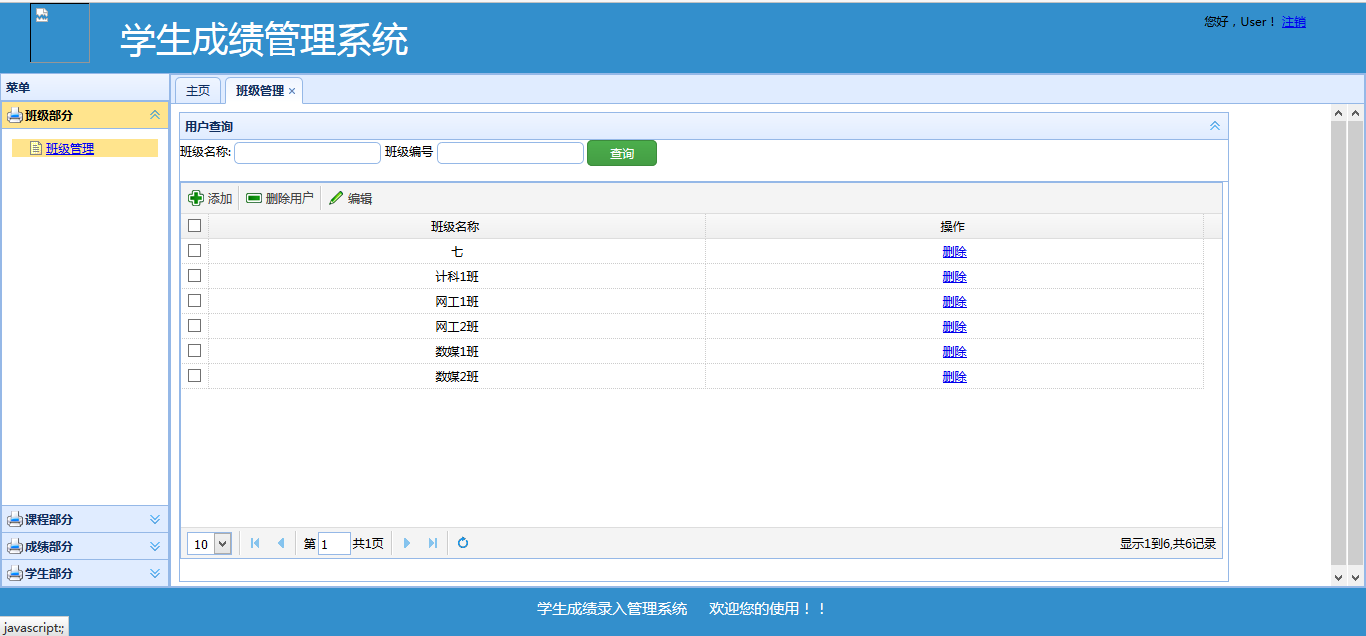 学生成绩管理系统
您好，User！ 注销
菜单
班级部分
班级管理
课程部分
成绩部分
学生部分
主页 班级管理 ×
用户查询
班级名称: 班级编号 查询
添加 删除用户 编辑
班级名称 操作
七 删除
计科1班 删除
网工1班 删除
网工2班 删除
数媒1班 删除
数媒2班 删除
10 第 1 共1页 显示1到6,共6记录
学生成绩录入管理系统 欢迎您的使用！！
javascript:;